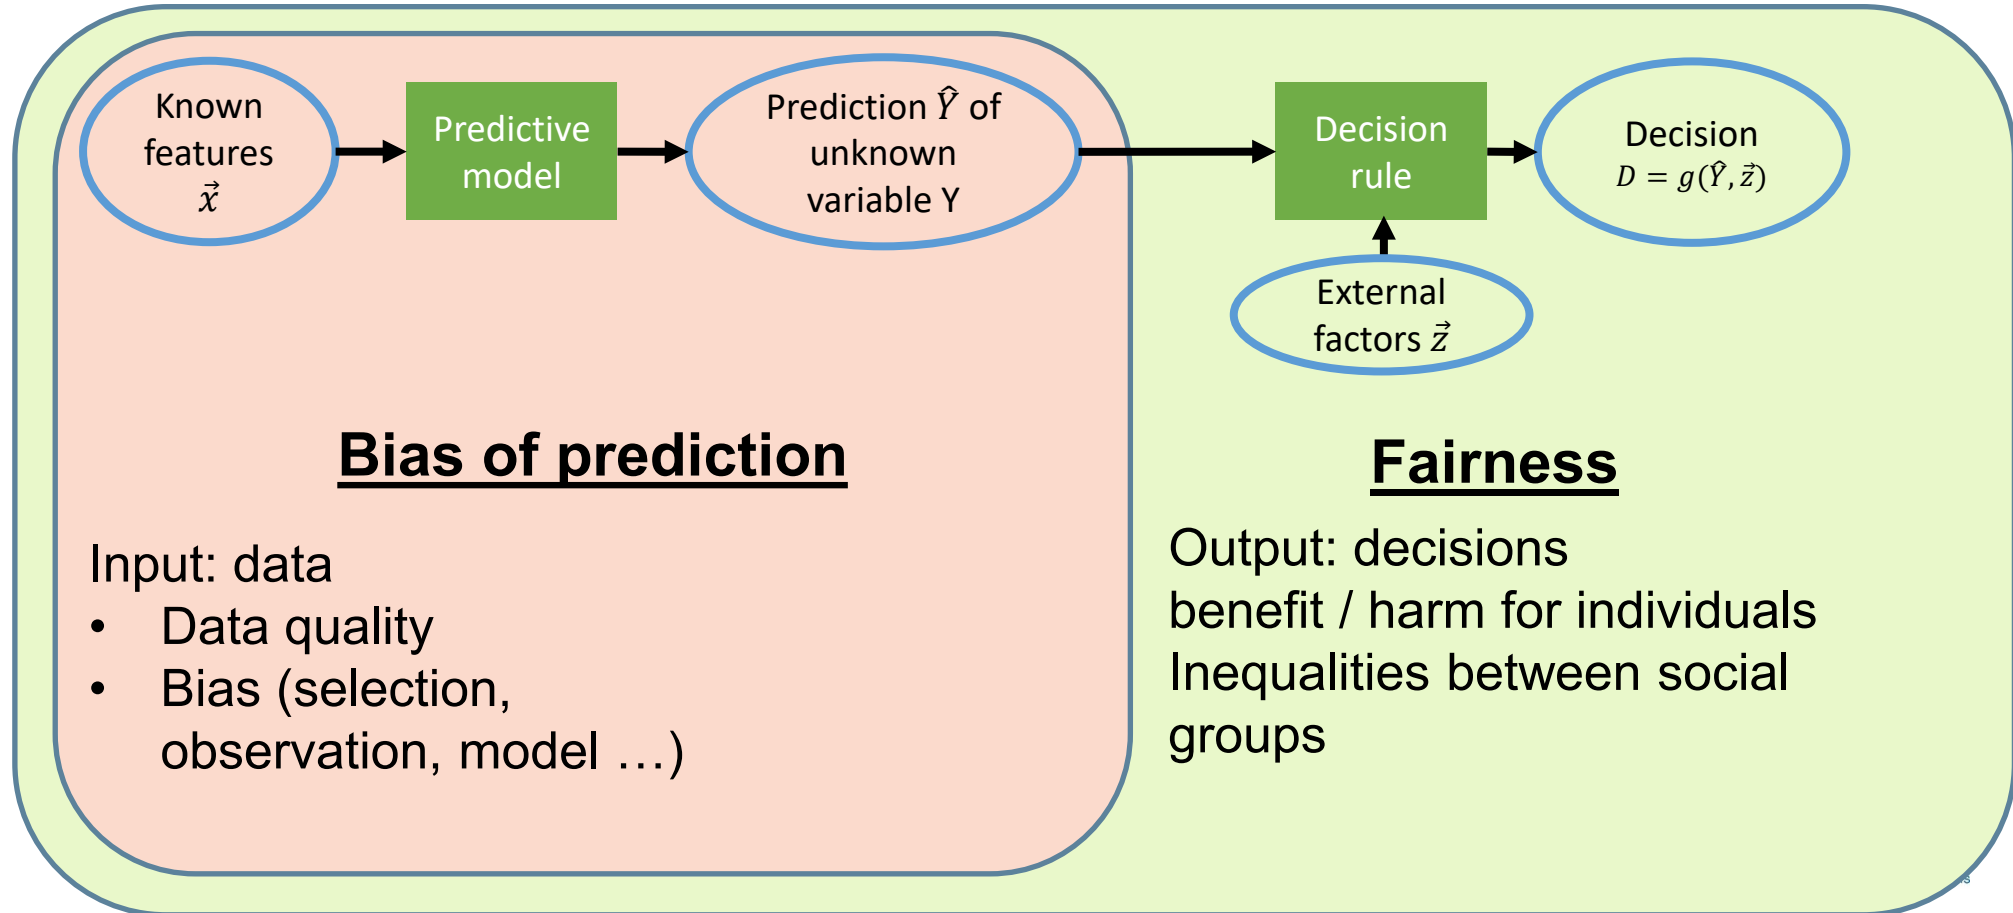 Known
features
x⃗
Predictive
model
Prediction Ŷ of
unknown
variable Y
Decision
rule
Decision
D = g(Ŷ, z⃗)
External
factors z⃗
Bias of prediction
Input: data
• Data quality
• Bias (selection,
observation, model …)
Fairness
Output: decisions
benefit / harm for individuals
Inequalities between social
groups